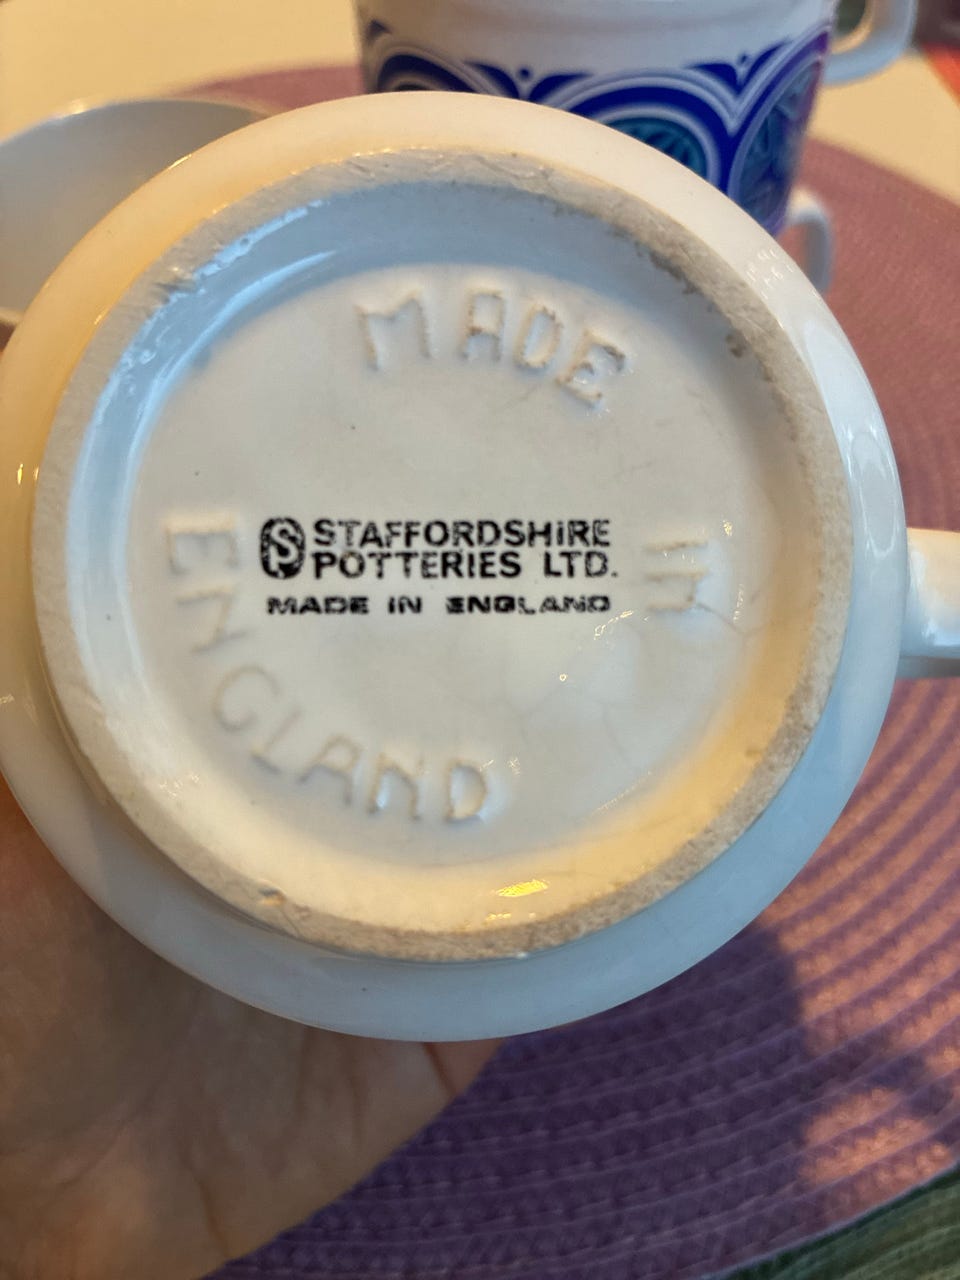 MADE
IN
ENGLAND
S STAFFORDSHIRE
POTTERIES LTD.
MADE IN ENGLAND